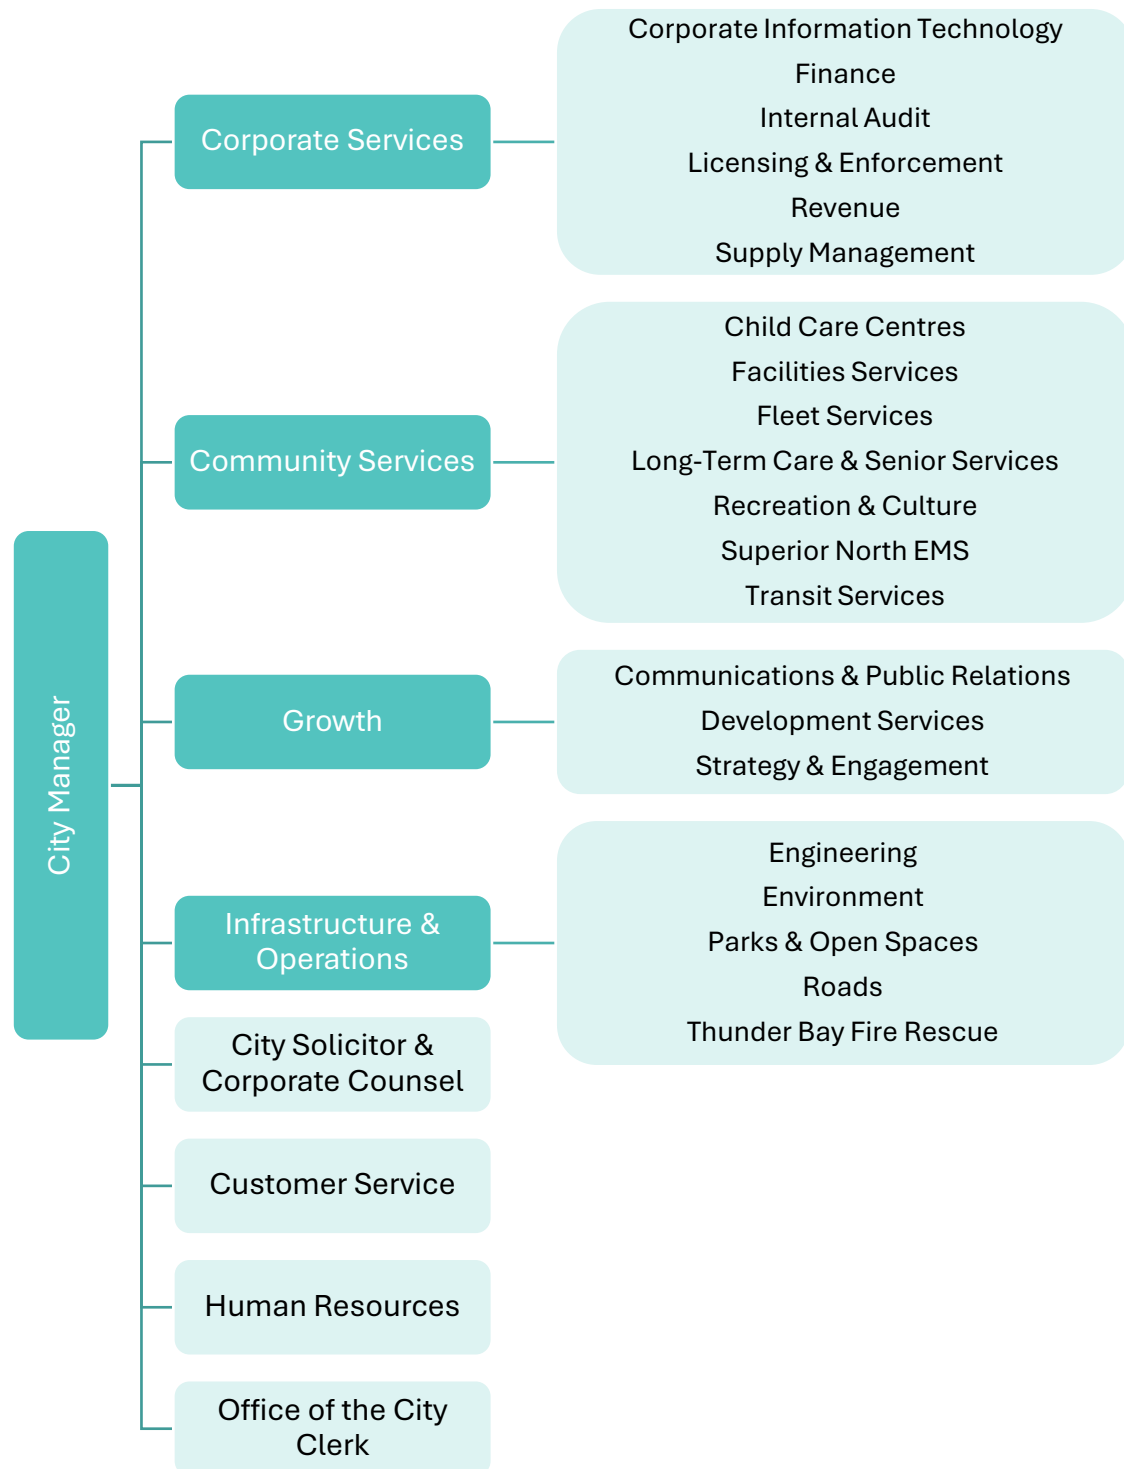 City Manager
Corporate Services
Corporate Information Technology
Finance
Internal Audit
Licensing & Enforcement
Revenue
Supply Management
Community Services
Child Care Centres
Facilities Services
Fleet Services
Long-Term Care & Senior Services
Recreation & Culture
Superior North EMS
Transit Services
Growth
Communications & Public Relations
Development Services
Strategy & Engagement
Infrastructure &
Operations
Engineering
Environment
Parks & Open Spaces
Roads
Thunder Bay Fire Rescue
City Solicitor &
Corporate Counsel
Customer Service
Human Resources
Office of the City
Clerk